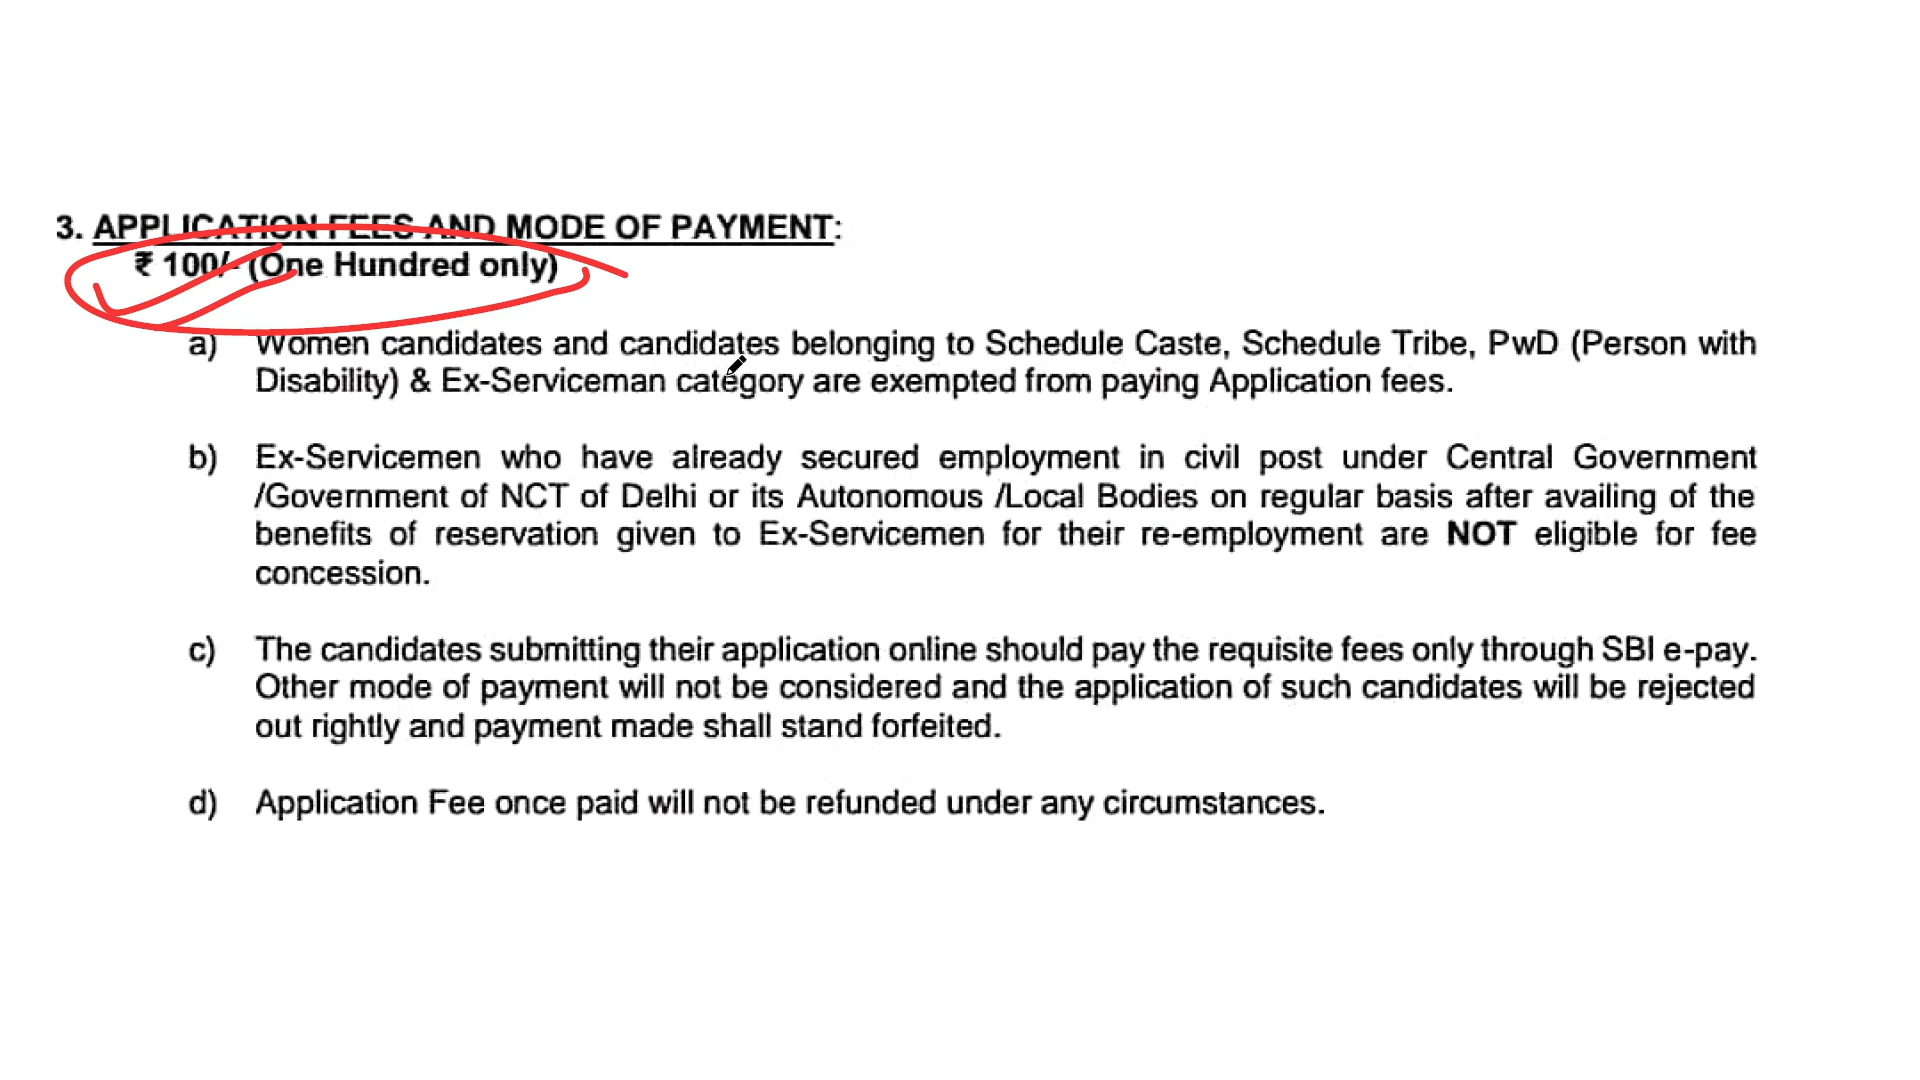 3. APPLICATION FEES AND MODE OF PAYMENT:
₹ 100/- (One Hundred only)
a) Women candidates and candidates belonging to Schedule Caste, Schedule Tribe, PwD (Person with
Disability) & Ex-Serviceman category are exempted from paying Application fees.
b) Ex-Servicemen who have already secured employment in civil post under Central Government
/Government of NCT of Delhi or its Autonomous /Local Bodies on regular basis after availing of the
benefits of reservation given to Ex-Servicemen for their re-employment are NOT eligible for fee
concession.
c) The candidates submitting their application online should pay the requisite fees only through SBI e-pay.
Other mode of payment will not be considered and the application of such candidates will be rejected
out rightly and payment made shall stand forfeited.
d) Application Fee once paid will not be refunded under any circumstances.